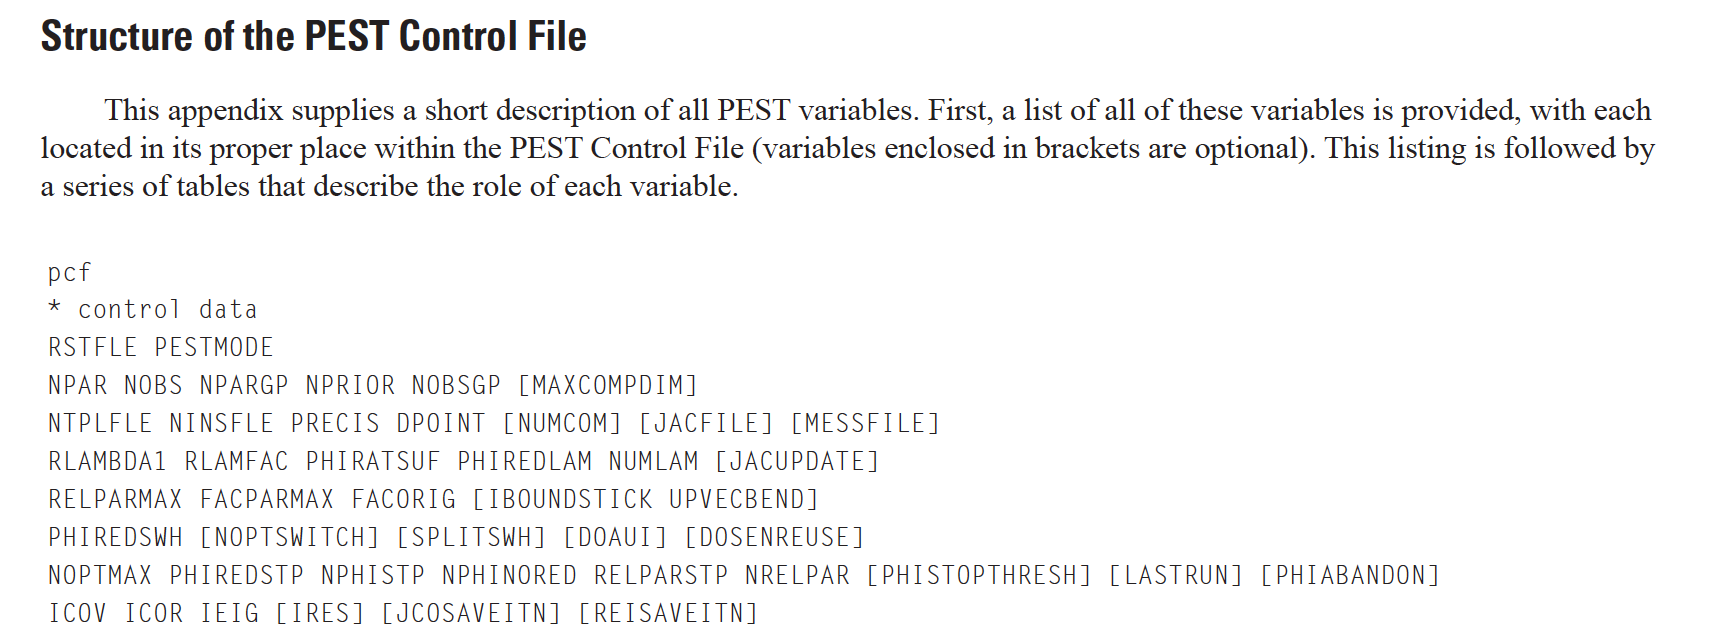 Structure of the PEST Control File
This appendix supplies a short description of all PEST variables. First, a list of all of these variables is provided, with each
located in its proper place within the PEST Control File (variables enclosed in brackets are optional). This listing is followed by
a series of tables that describe the role of each variable.
pcf
* control data
RSTFLE PESTMODE
NPAR NOBS NPARGP NPRIOR NOBSGP [MAXCOMPDIM]
NTPLFLE NINSFLE PRECIS DPOINT [NUMCOM] [JACFILE] [MESSFILE]
RLAMBDA1 RLAMFAC PHIRATSUF PHIREDLAM NUMLAM [JACUPDATE]
RELPARMAX FACPARMAX FACORIG [IBOUNDSTICK UPVECBEND]
PHIREDSWH [NOPTSWITCH] [SPLITSWH] [DOAUI] [DOSENREUSE]
NOPTMAX PHIREDSTP NPHISTP NPHINORED RELPARSTP NRELPAR [PHISTOPTHRESH] [LASTRUN] [PHIABANDON]
ICOV ICOR IEIG [IRES] [JCOSAVEITN] [REISAVEITN]